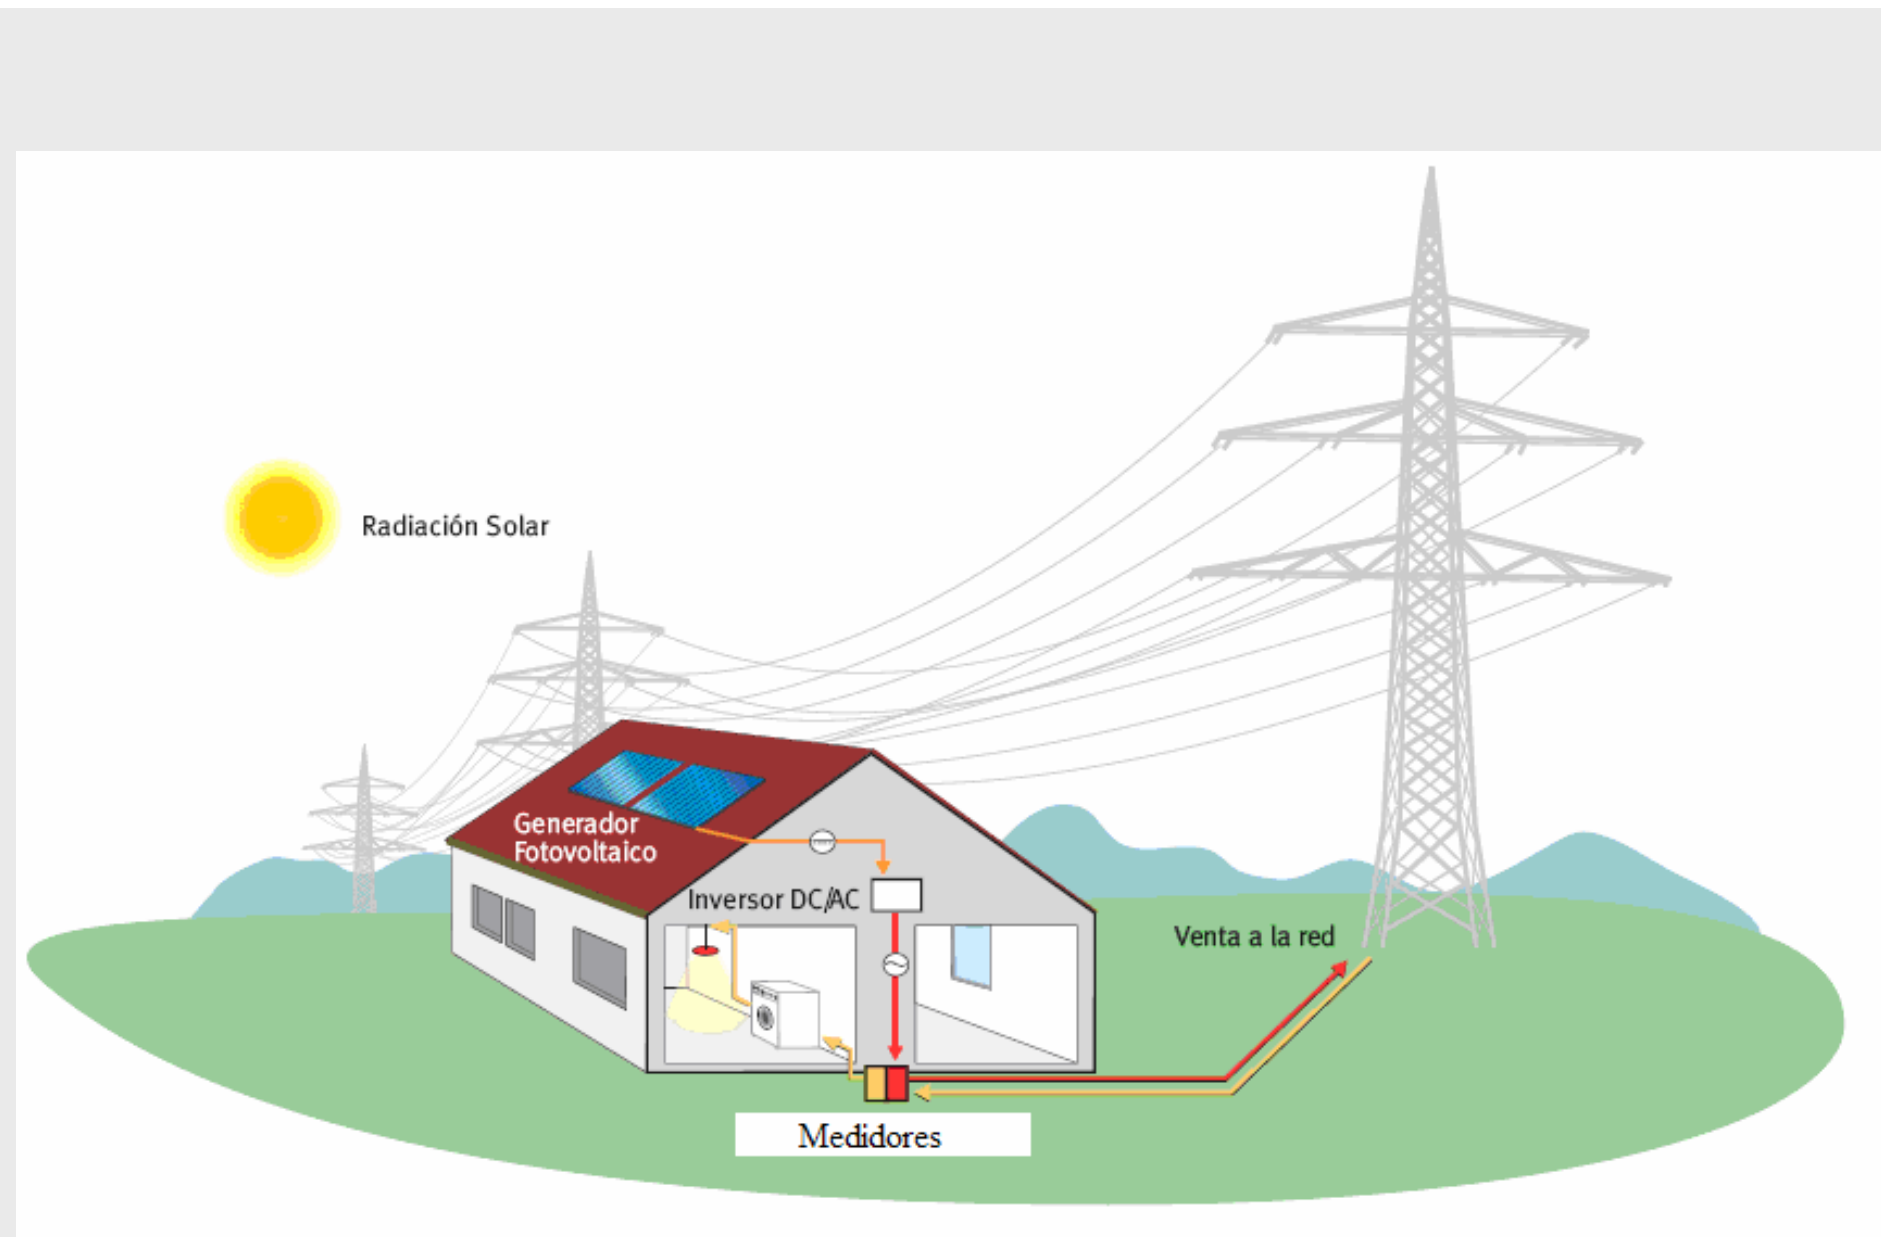 Radiación Solar
Generador
Fotovoltaico
Inversor DC/AC
Venta a la red
Medidores